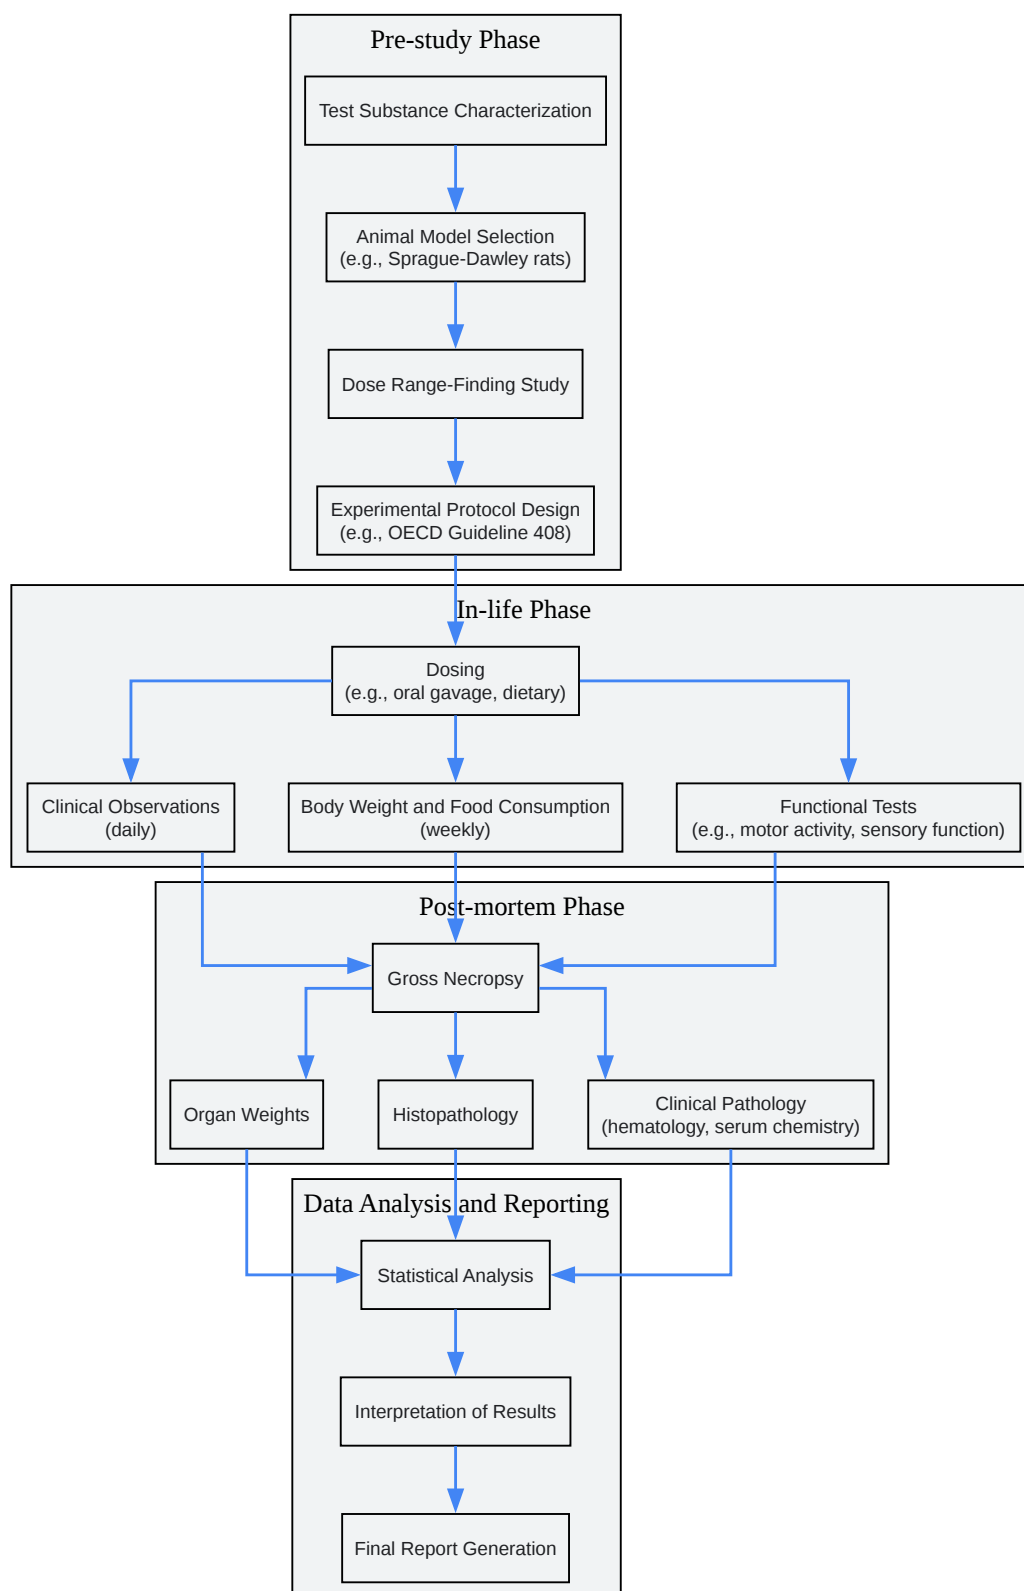 Pre-study Phase
Test Substance Characterization
Animal Model Selection
(e.g., Sprague-Dawley rats)
Dose Range-Finding Study
Experimental Protocol Design
(e.g., OECD Guideline 408)
In-life Phase
Dosing
(e.g., oral gavage, dietary)
Clinical Observations
(daily)
Body Weight and Food Consumption
(weekly)
Functional Tests
(e.g., motor activity, sensory function)
Post-mortem Phase
Gross Necropsy
Organ Weights
Histopathology
Clinical Pathology
(hematology, serum chemistry)
Data Analysis and Reporting
Statistical Analysis
Interpretation of Results
Final Report Generation